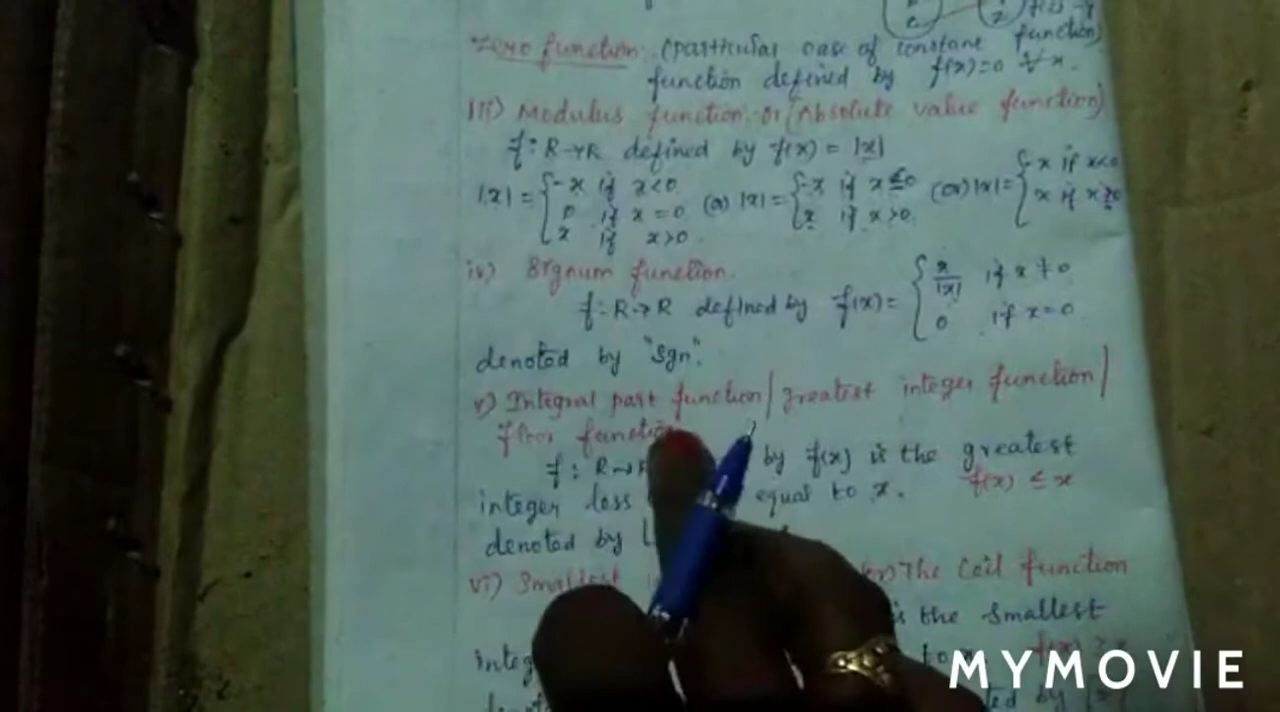 Zero function: (particular case of constant function)
function defined by f(x)=0 ∀ x.
iii) Modulus function or (Absolute value function)
f: R→R defined by f(x) = |x|
|x| = { -x if x<0 (or) |x| = { -x if x≤0 (or) |x| = { -x if x<0
0 if x=0 x if x>0 x if x≥0
x if x>0.
iv) Signum function.
f: R→R defined by f(x) = { x/|x| if x≠0
0 if x=0
denoted by "Sgn".
v) Integral part function/greatest integer function/
floor function
f: R→R by f(x) is the greatest
integer less equal to x. f(x) ≤ x
denoted by
vi) Smallest The Ceil function
is the smallest
to x. f(x) ≥ x
by
MYMOVIE